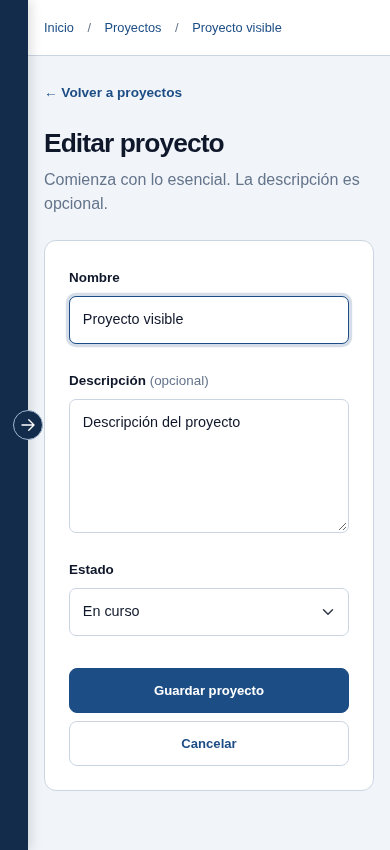 Inicio / Proyectos / Proyecto visible
← Volver a proyectos
Editar proyecto
Comienza con lo esencial. La descripción es
opcional.
Nombre
Proyecto visible
Descripción (opcional)
Descripción del proyecto
Estado
En curso
Guardar proyecto
Cancelar